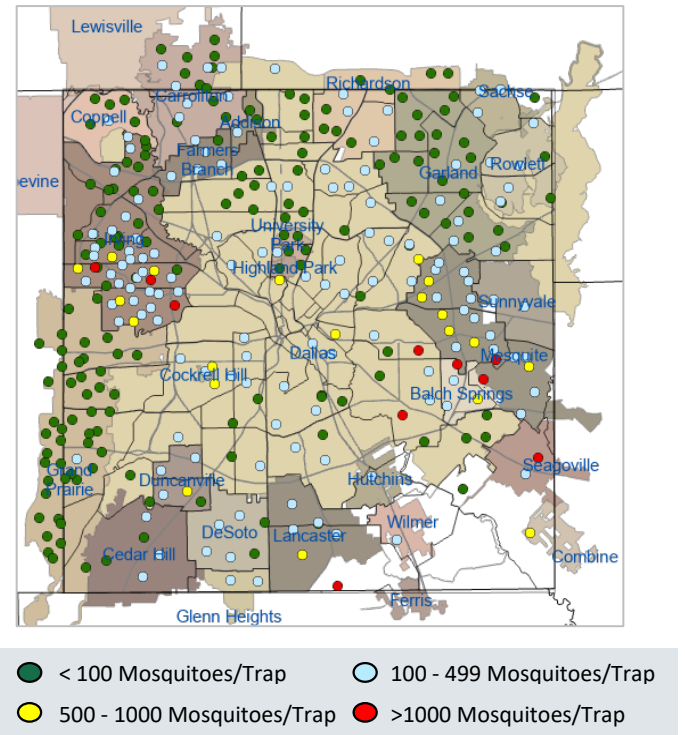 Lewisville
Richardson
Carrollton
Sachse
Coppell
Addison
Farmers
Branch
Garland
Rowlett
evine
University
Park
Irving
Highland Park
Sunnyvale
Dallas
Mesquite
Cockrell Hill
Balch Springs
Grand
Prairie
Duncanville
Hutchins
Seagoville
DeSoto
Lancaster
Wilmer
Cedar Hill
Combine
Ferris
Glenn Heights
< 100 Mosquitoes/Trap
100 - 499 Mosquitoes/Trap
500 - 1000 Mosquitoes/Trap
>1000 Mosquitoes/Trap